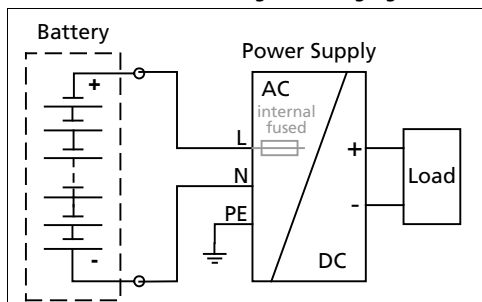 Battery
Power Supply
+
AC
internal
fused
L
N
PE
+
-
Load
-
DC